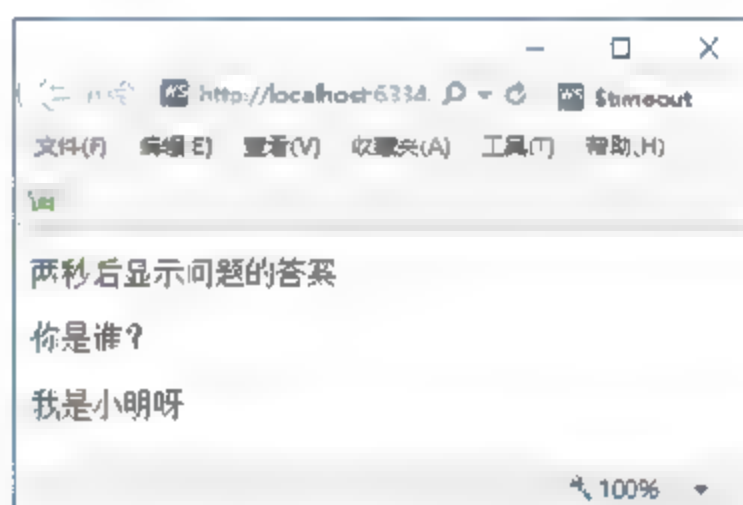 http://localhost:6334. $timeout
文件(F) 编辑(E) 查看(V) 收藏夹(A) 工具(T) 帮助(H)
两秒后显示问题的答案
你是谁?
我是小明呀
100%